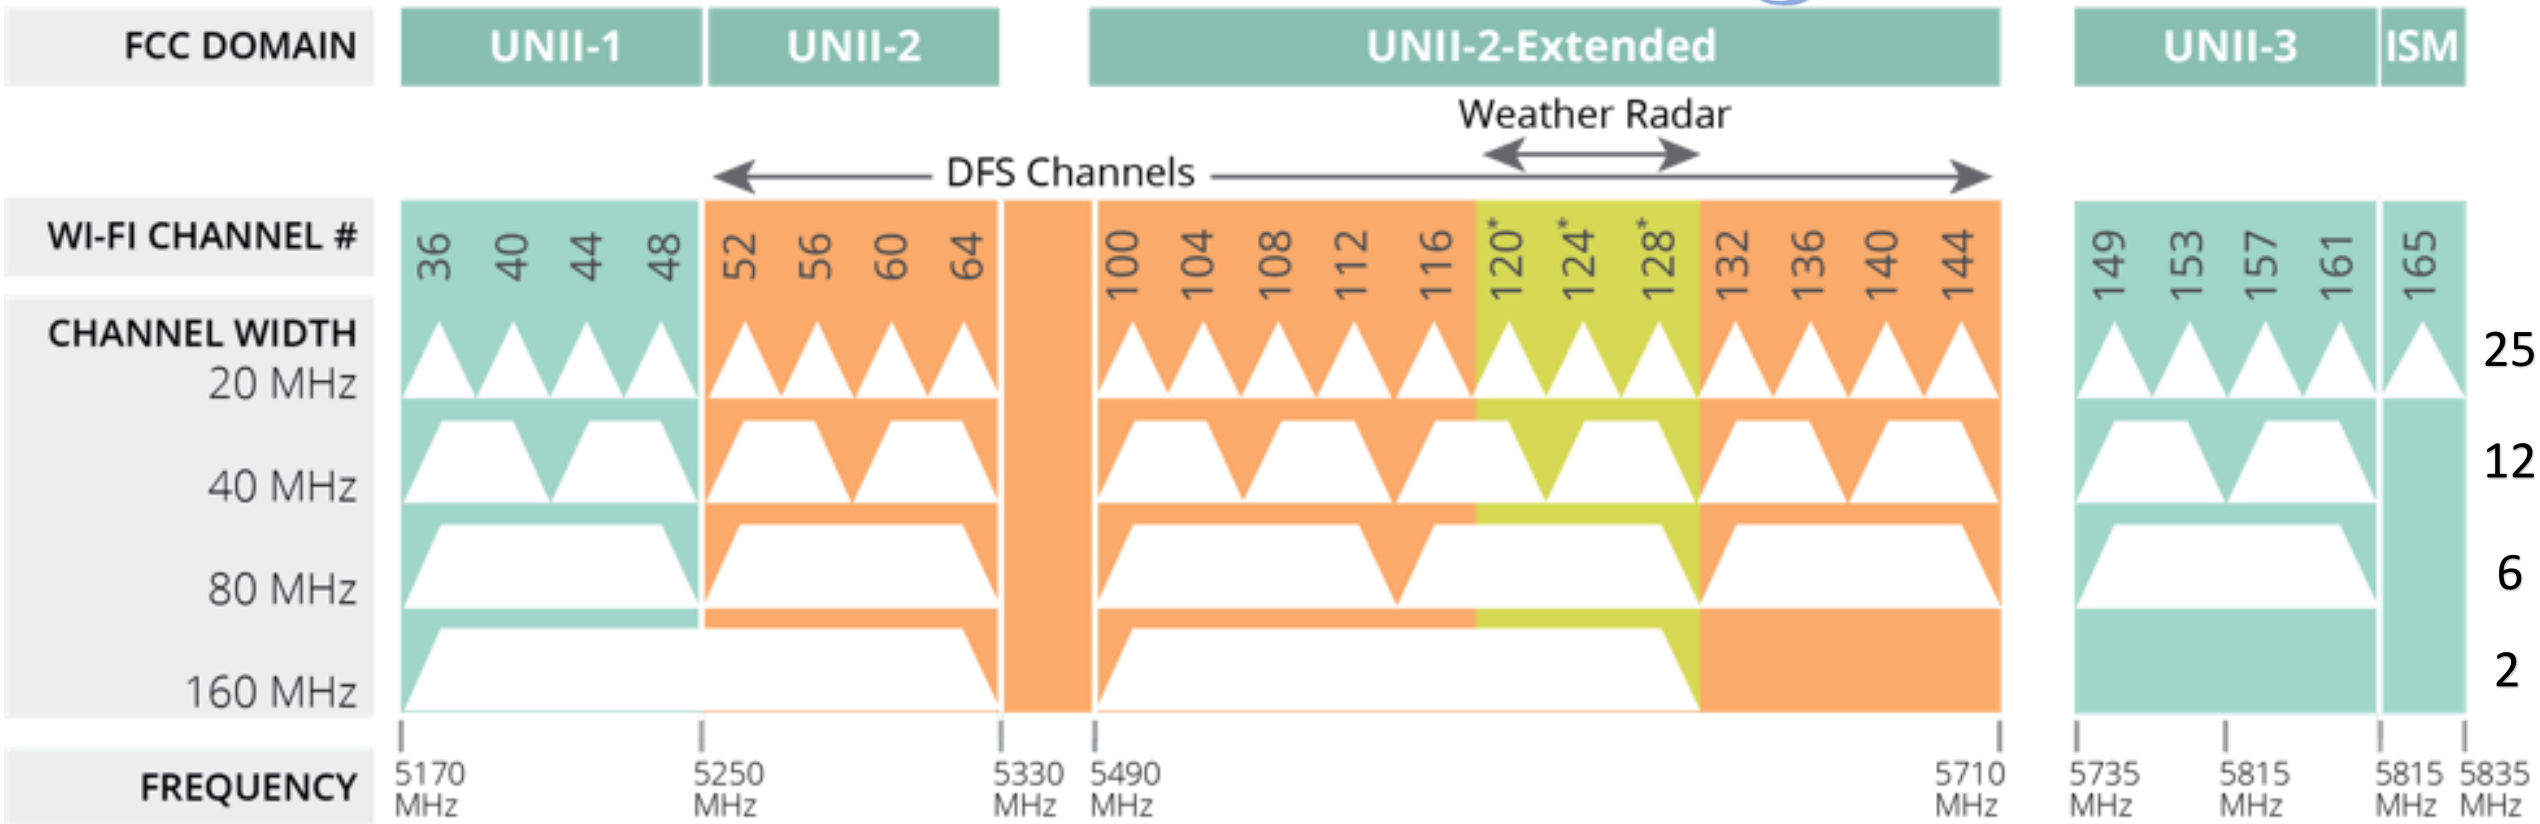 FCC DOMAIN UNII-1 UNII-2 UNII-2-Extended UNII-3 ISM
Weather Radar
DFS Channels
WI-FI CHANNEL # 36 40 44 48 52 56 60 64 100 104 108 112 116 120* 124* 128* 132 136 140 144 149 153 157 161 165
CHANNEL WIDTH
20 MHz 25
40 MHz 12
80 MHz 6
160 MHz 2
FREQUENCY
5170 MHz
5250 MHz
5330 MHz
5490 MHz
5710 MHz
5735 MHz
5815 MHz
5815 MHz
5835 MHz